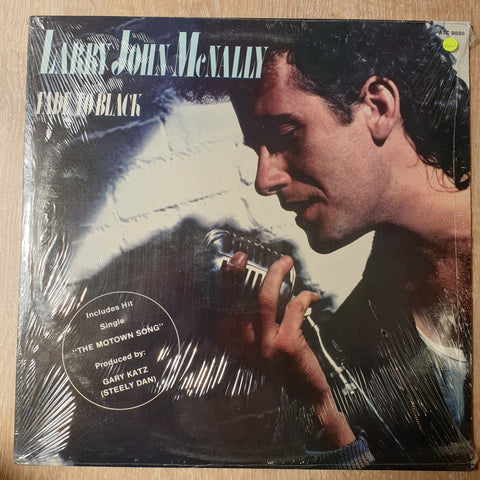 LARRY JOHN MCNALLY
FADE TO BLACK
ATC 9856
Includes Hit
Single
"THE MOTOWN SONG"
Produced by:
GARY KATZ
(STEELY DAN)